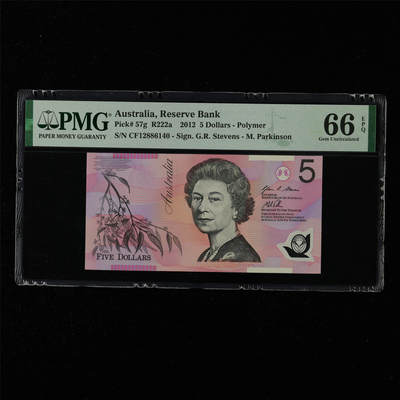 PMG
PAPER MONEY GUARANTY
Australia, Reserve Bank
Pick# 57g R222a 2012 5 Dollars - Polymer
S/N CF12886140 - Sign. G.R. Stevens - M. Parkinson
66 EPQ
Gem Uncirculated
Australia
5
FIVE DOLLARS